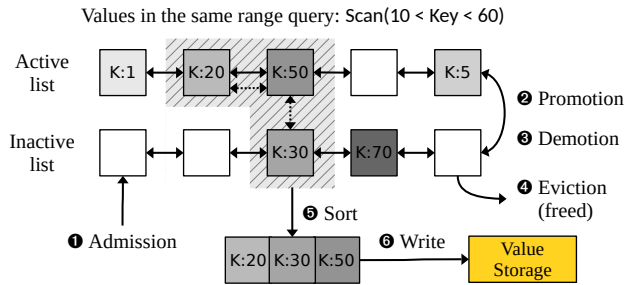 Values in the same range query: Scan(10 < Key < 60)
Active
list
K:1
K:20
K:50
K:5
❷ Promotion
❸ Demotion
Inactive
list
K:30
K:70
❹ Eviction
(freed)
❶ Admission
❺ Sort
❻ Write
K:20
K:30
K:50
Value
Storage